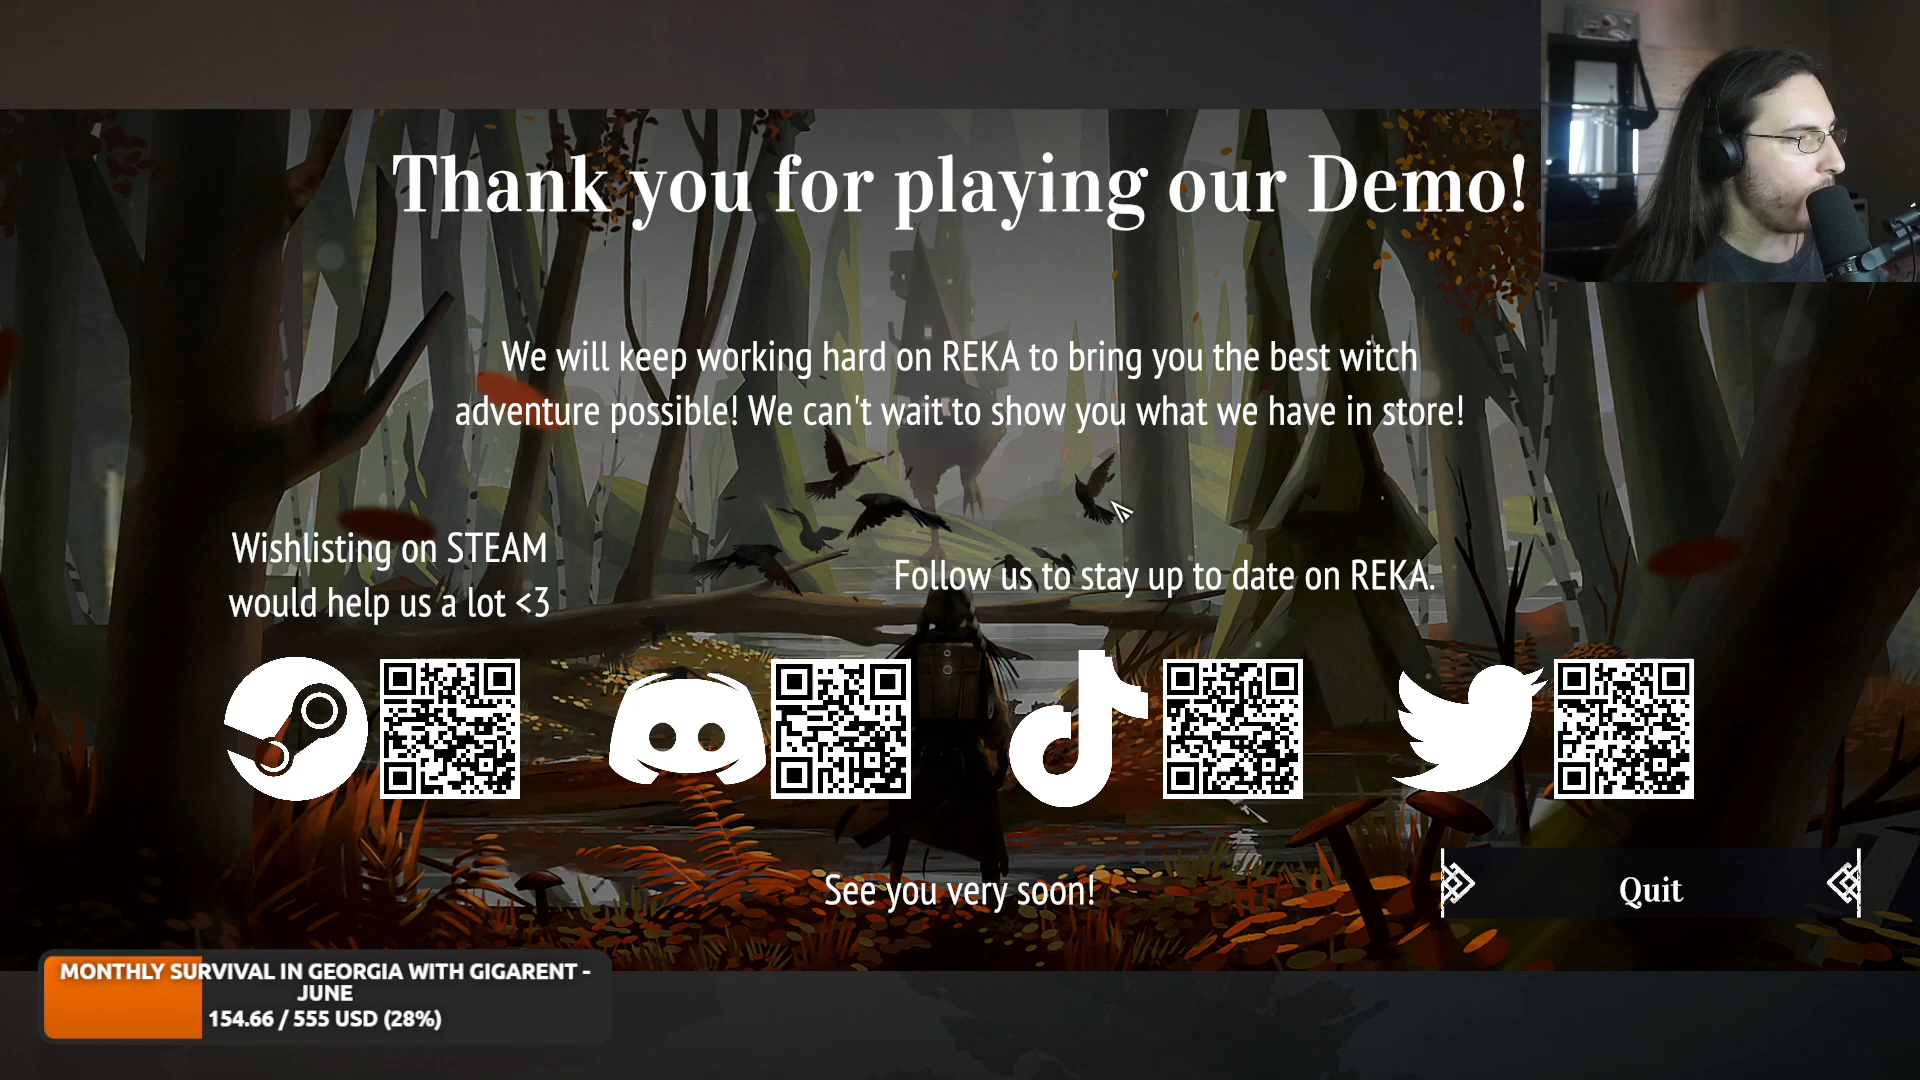 Thank you for playing our Demo!
We will keep working hard on REKA to bring you the best witch
adventure possible! We can't wait to show you what we have in store!
Wishlisting on STEAM
would help us a lot <3
Follow us to stay up to date on REKA.
See you very soon!
Quit
MONTHLY SURVIVAL IN GEORGIA WITH GIGARENT -
JUNE
154.66 / 555 USD (28%)